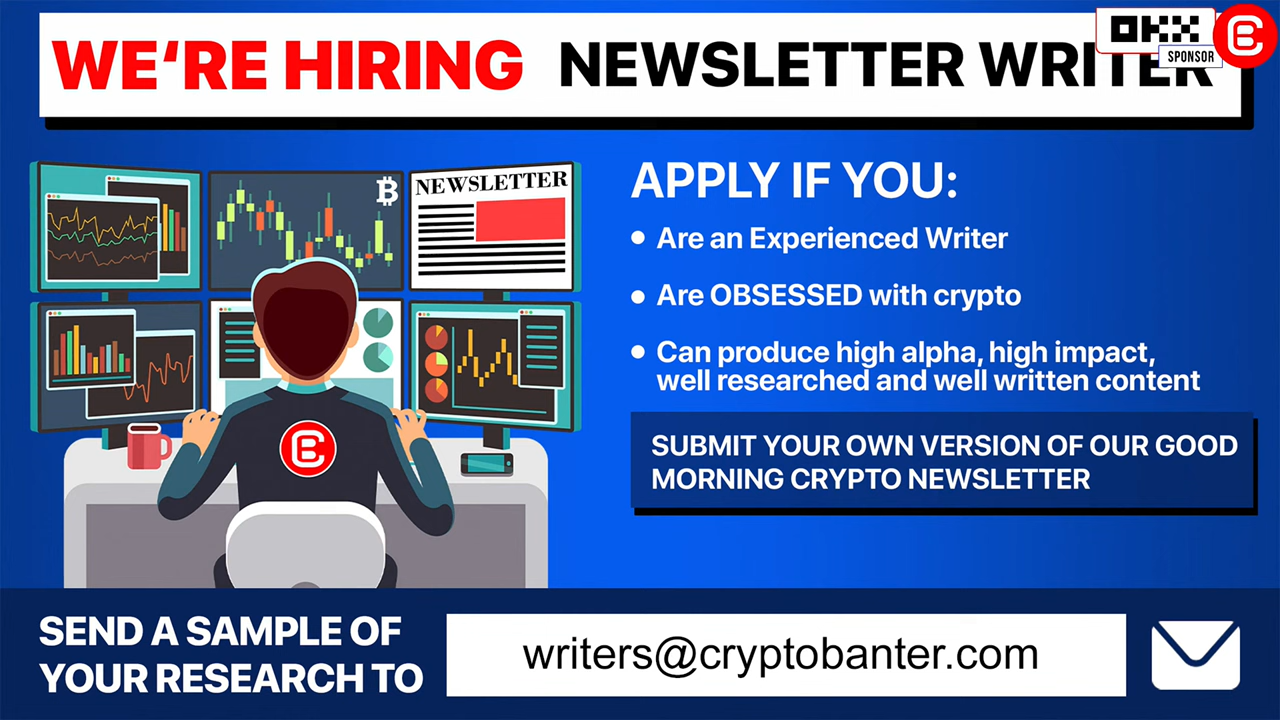 WE'RE HIRING NEWSLETTER WRITER
OKX
SPONSOR
NEWSLETTER
APPLY IF YOU:
• Are an Experienced Writer
• Are OBSESSED with crypto
• Can produce high alpha, high impact,
well researched and well written content
SUBMIT YOUR OWN VERSION OF OUR GOOD
MORNING CRYPTO NEWSLETTER
SEND A SAMPLE OF
YOUR RESEARCH TO
writers@cryptobanter.com